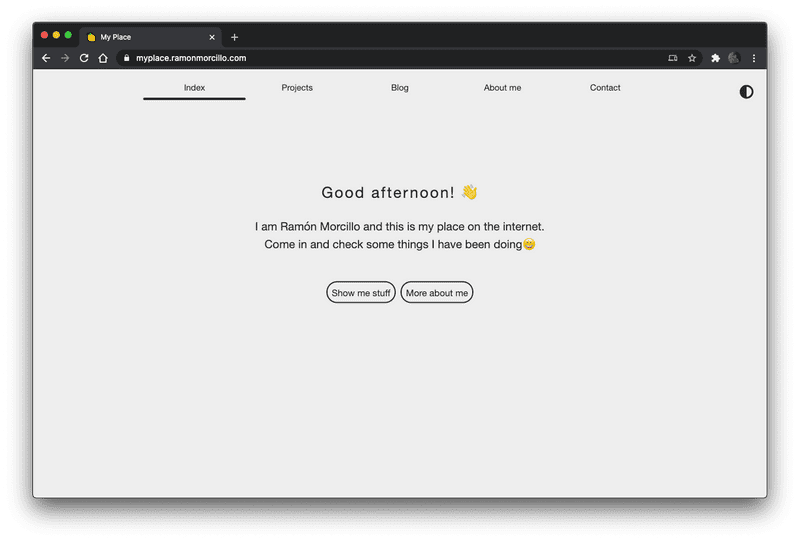 My Place
myplace.ramonmorcillo.com
Index
Projects
Blog
About me
Contact
Good afternoon! 👋
I am Ramón Morcillo and this is my place on the internet.
Come in and check some things I have been doing😄
Show me stuff
More about me